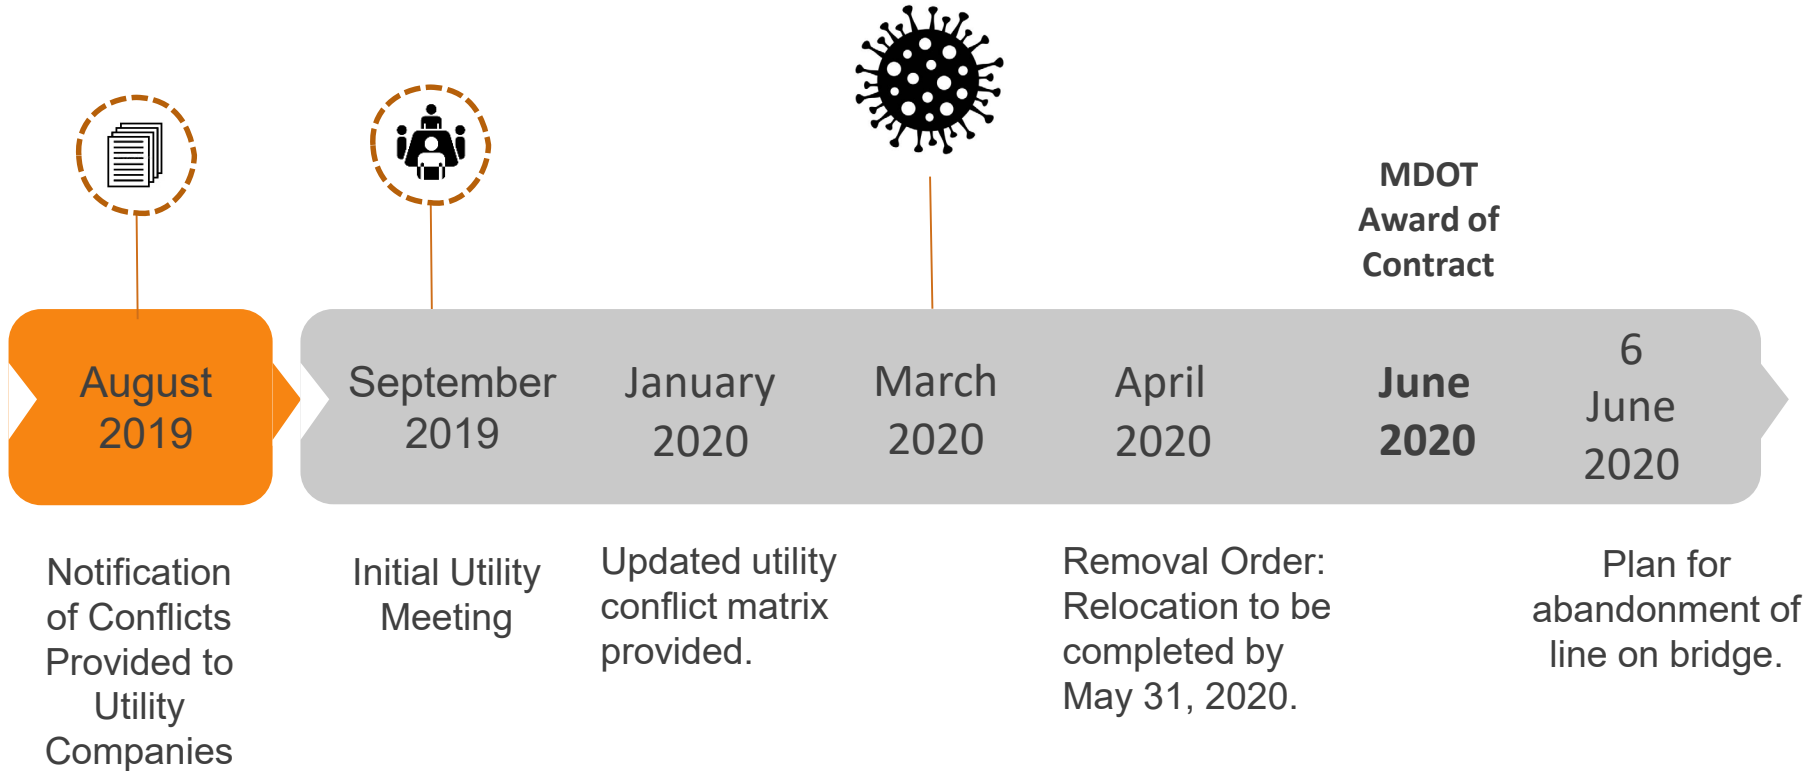 MDOT
Award of
Contract
August
2019
September
2019
January
2020
March
2020
April
2020
June
2020
6
June
2020
Notification
of Conflicts
Provided to
Utility
Companies
Initial Utility
Meeting
Updated utility
conflict matrix
provided.
Removal Order:
Relocation to be
completed by
May 31, 2020.
Plan for
abandonment of
line on bridge.